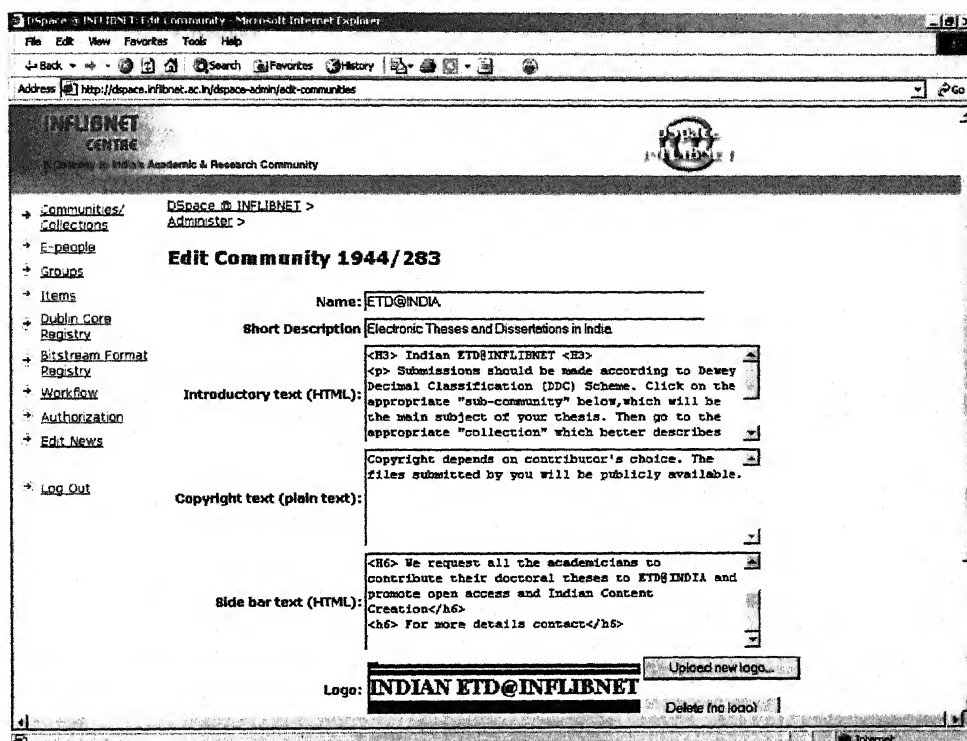 DSpace @ INFLIBNET: Edit Community - Microsoft Internet Explorer
File Edit View Favorites Tools Help
Back Search Favorites History
Address http://dspace.inflibnet.ac.in/dspace-admin/edit-communities Go
INFLIBNET
CENTRE
Academic & Research Community
DSpace @ INFLIBNET >
Administer >
Communities/
Collections
E-people
Groups
Items
Dublin Core
Registry
Bitstream Format
Registry
Workflow
Authorization
Edit News
Log Out
Edit Community 1944/283
Name: ETD@INDIA
Short Description Electronic Theses and Dissertations in India
Introductory text (HTML):
<H3> Indian ETD@INFLIBNET <H3>
<p> Submissions should be made according to Dewey
Decimal Classification (DDC) Scheme. Click on the
appropriate "sub-community" below,which will be
the main subject of your thesis. Then go to the
appropriate "collection" which better describes
Copyright text (plain text):
Copyright depends on contributor's choice. The
files submitted by you will be publicly available.
Side bar text (HTML):
<H6> We request all the academicians to
contribute their doctoral theses to ETD@INDIA and
promote open access and Indian Content
Creation</h6>
<h6> For more details contact</h6>
Logo: INDIAN ETD@INFLIBNET
Upload new logo...
Delete (no logo)
Internet